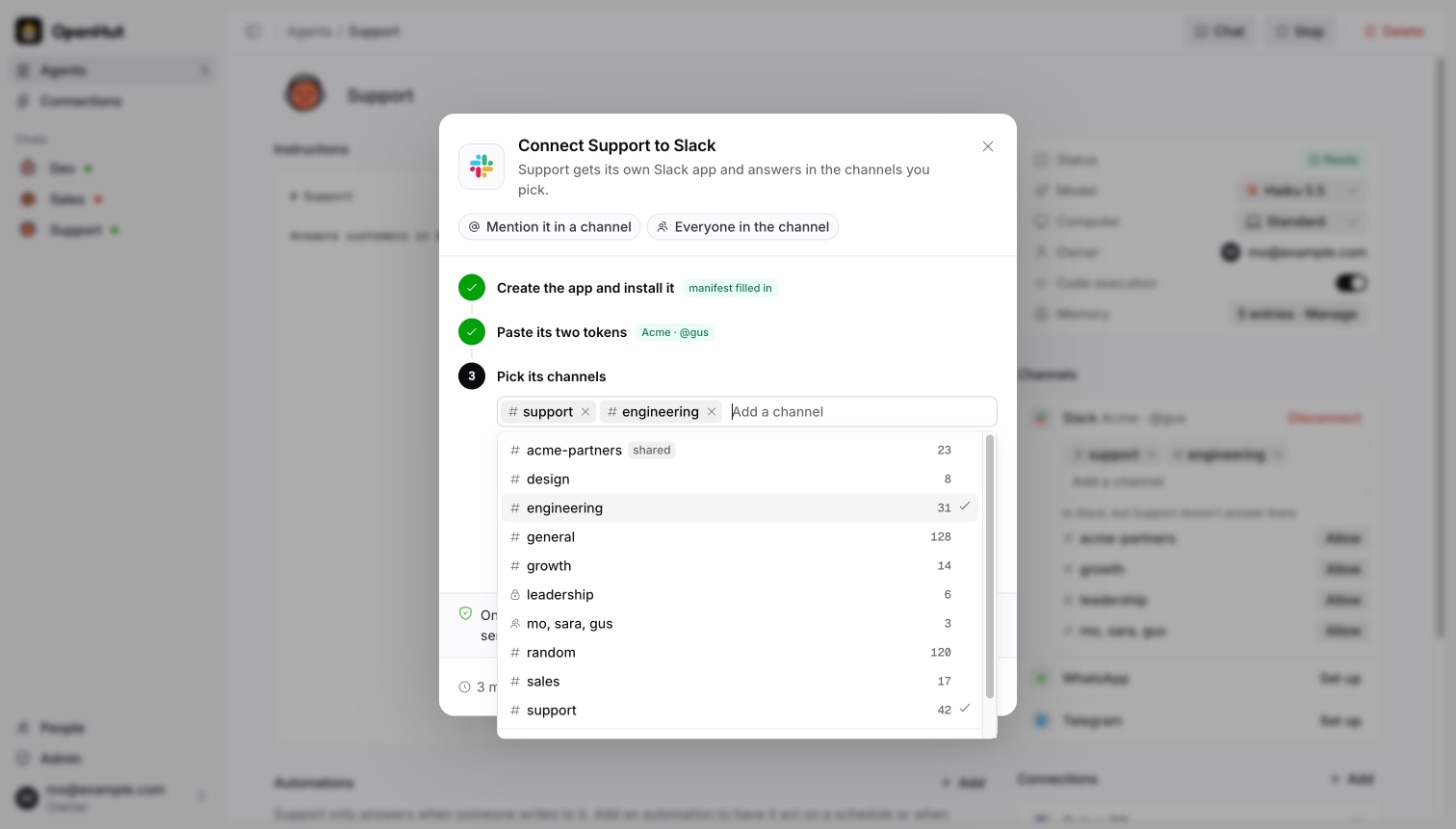 OpenHut
Agents / Support
Chat
Stop
Delete
Agents
Connections
Chats
Dev
Sales
Support
People
Admin
mo@example.com
Owner
Support
Instructions
# Support
Connect Support to Slack
Support gets its own Slack app and answers in the channels you
pick.
Mention it in a channel
Everyone in the channel
Create the app and install it manifest filled in
Paste its two tokens Acme · @gus
3 Pick its channels
# support # engineering Add a channel
# acme-partners shared 23
# design 8
# engineering 31
# general 128
# growth 14
leadership 6
mo, sara, gus 3
# random 120
# sales 17
# support 42
On
ser
3 m
Status Ready
Model Haiku 5.5
Computer Standard
Owner mo@example.com
Code execution
Memory 5 entries · Manage
Channels
Slack Acme · @gus Disconnect
# support # engineering
Add a channel
In Slack, but Support doesn't answer there
# acme-partners Allow
# growth Allow
leadership Allow
mo, sara, gus Allow
WhatsApp Set up
Telegram Set up
Automations + Add
Support only answers when someone writes to it. Add an automation to have it act on a schedule or when
Connections + Add